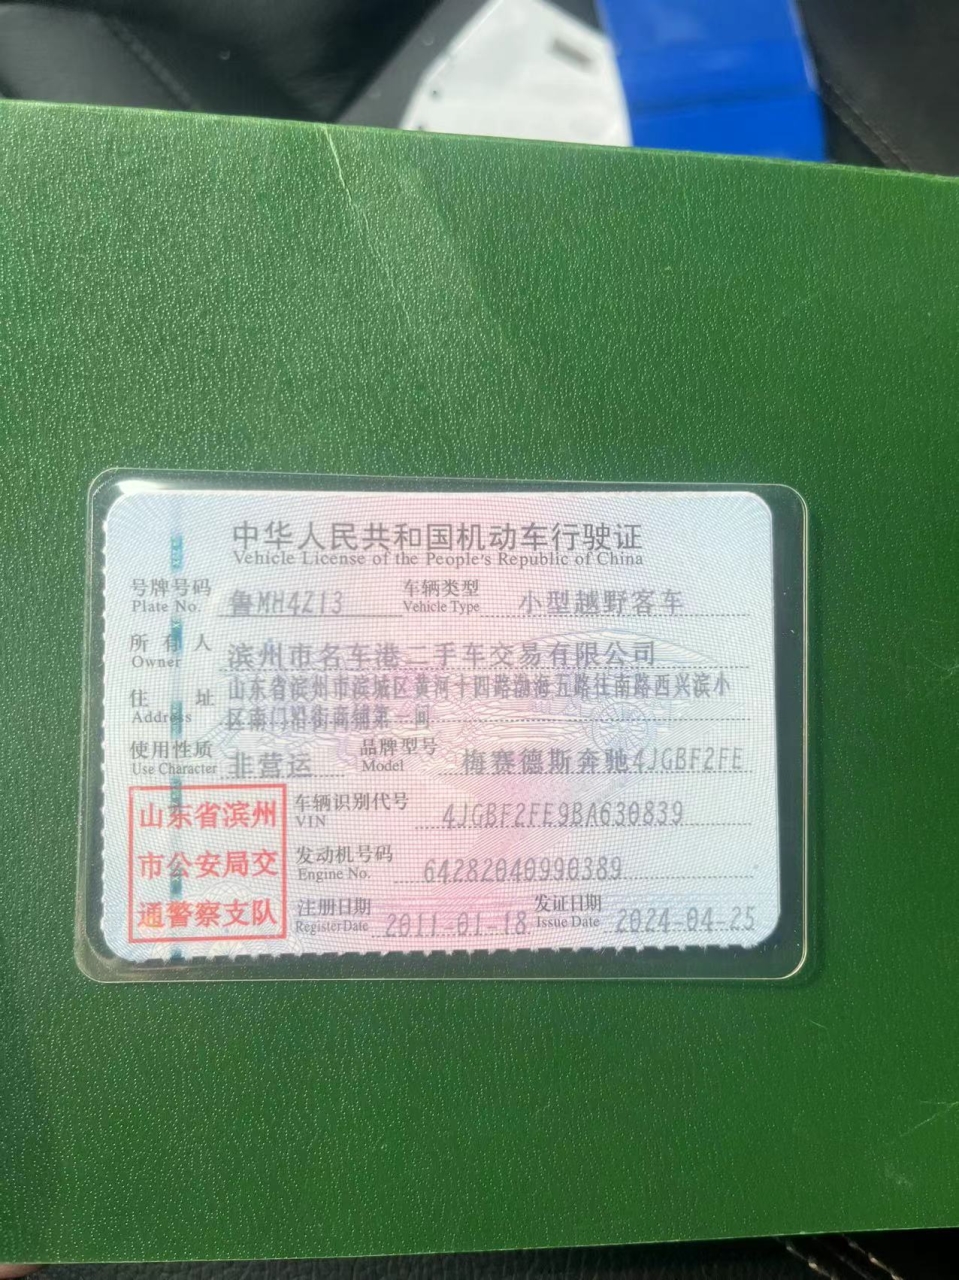 中华人民共和国机动车行驶证
Vehicle License of the People's Republic of China
号牌号码 鲁MH4Z13 车辆类型 小型越野客车
Plate No. Vehicle Type
所有人 滨州市名车港二手车交易有限公司
Owner
住址 山东省滨州市滨城区黄河十四路渤海五路往南路西兴滨小
Address 区南门沿街商铺第一间
使用性质 非营运 品牌型号 梅赛德斯奔驰4JGBF2FE
Use Character Model
山东省滨州
市公安局交
通警察支队
车辆识别代号 4JGBF2FE9BA630839
VIN
发动机号码 64282040990389
Engine No.
注册日期 2011-01-18 发证日期 2024-04-25
Register Date Issue Date